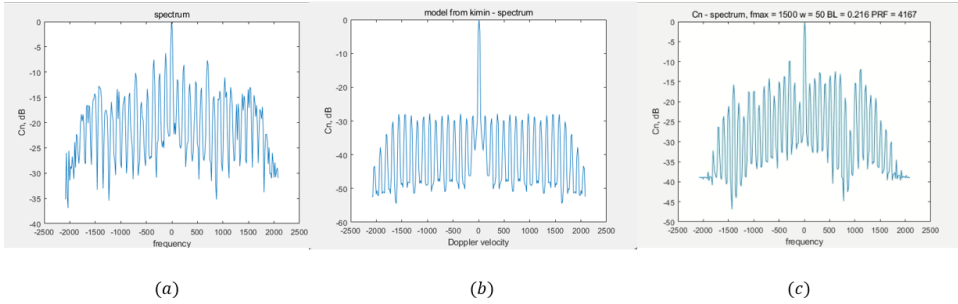 spectrum
0
-5
-10
-15
-20
-25
-30
-35
-40
Cn, dB
-2500 -2000 -1500 -1000 -500 0 500 1000 1500 2000 2500
frequency
model from kimin - spectrum
0
-10
-20
-30
-40
-50
-60
Cn, dB
-2500 -2000 -1500 -1000 -500 0 500 1000 1500 2000 2500
Doppler velocity
Cn - spectrum, fmax = 1500 w = 50 BL = 0.216 PRF = 4167
0
-5
-10
-15
-20
-25
-30
-35
-40
-45
-50
Cn, dB
-2500 -2000 -1500 -1000 -500 0 500 1000 1500 2000 2500
frequency
(a) (b) (c)